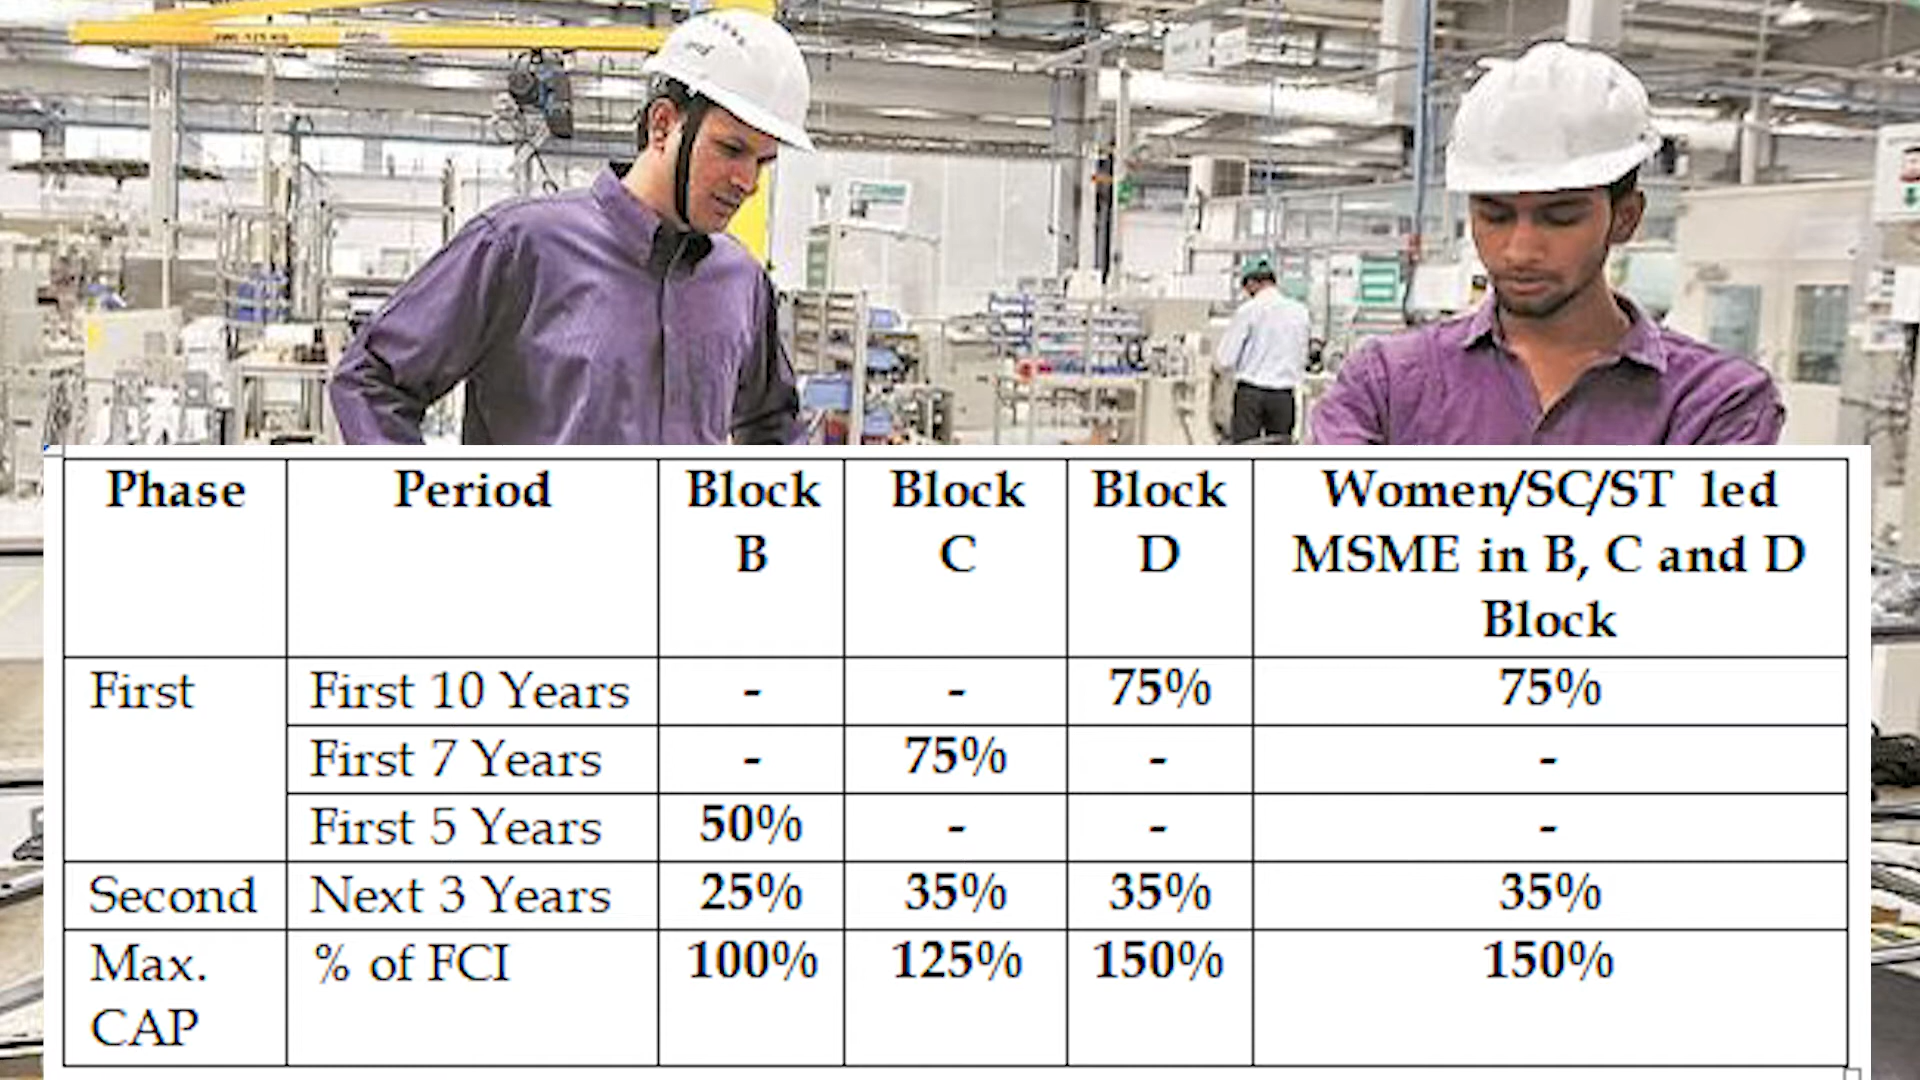 Phase Period Block B Block C Block D Women/SC/ST led MSME in B, C and D Block
First First 10 Years - - 75% 75%
First 7 Years - 75% - -
First 5 Years 50% - - -
Second Next 3 Years 25% 35% 35% 35%
Max. CAP % of FCI 100% 125% 150% 150%